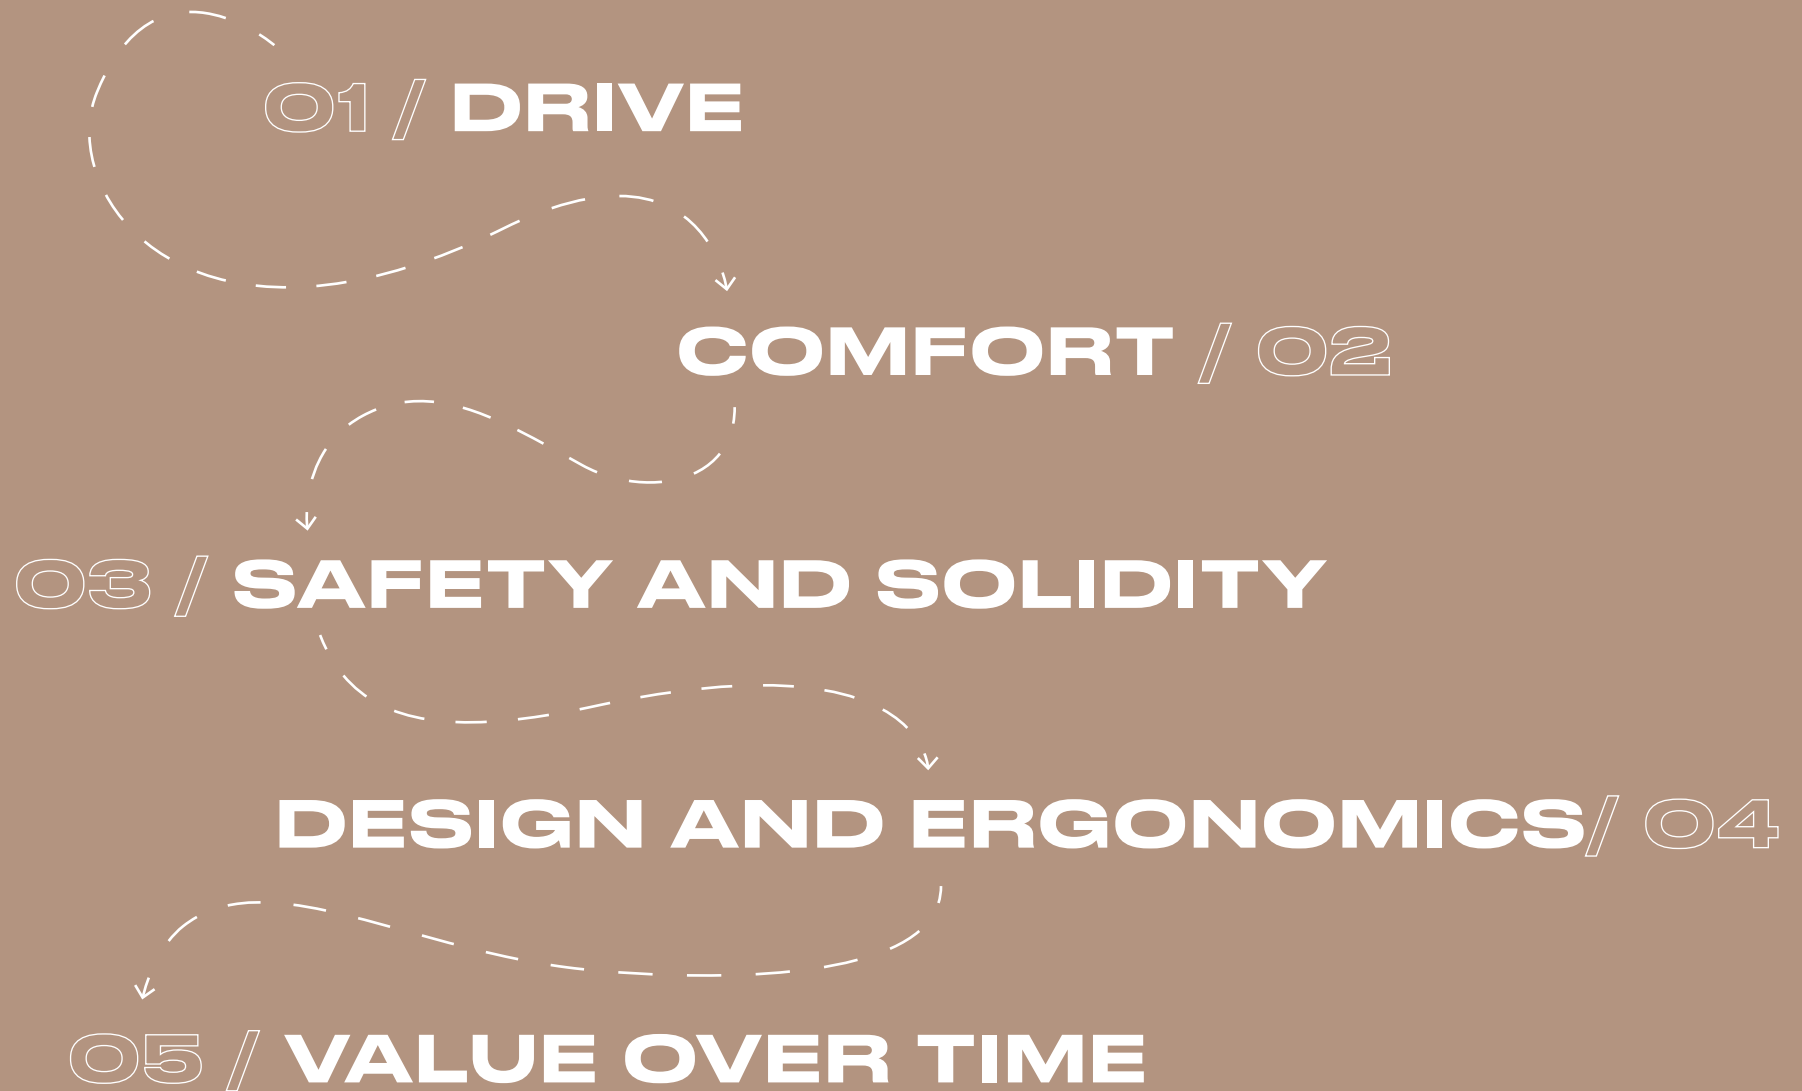 01 / DRIVE
COMFORT / 02
03 / SAFETY AND SOLIDITY
DESIGN AND ERGONOMICS/ 04
05 / VALUE OVER TIME